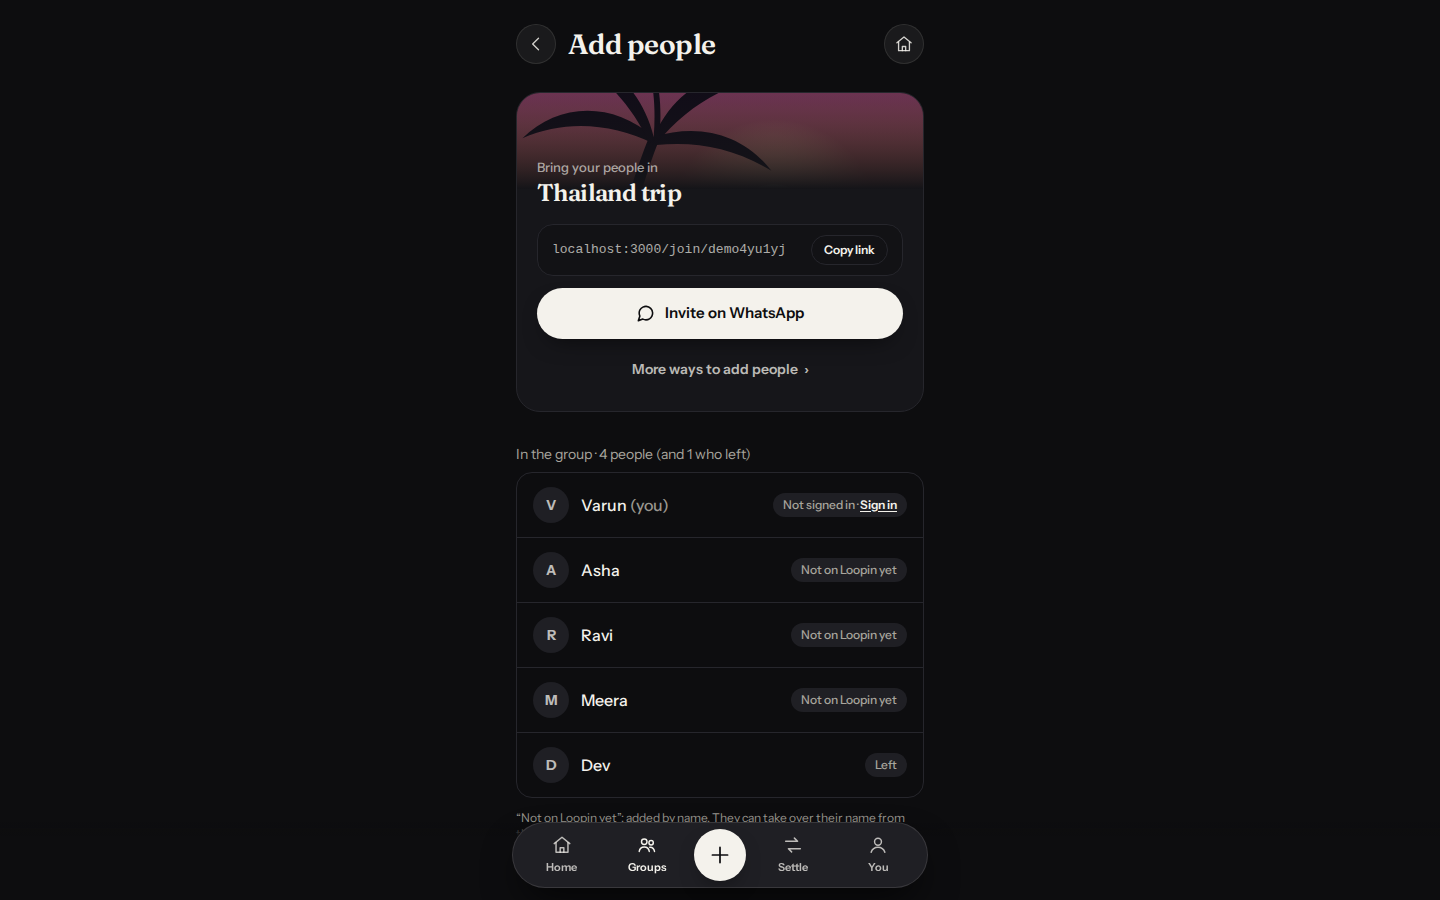 Add people
Bring your people in
Thailand trip
localhost:3000/join/demo4yu1yj
Copy link
Invite on WhatsApp
More ways to add people ›
In the group · 4 people (and 1 who left)
V Varun (you) Not signed in · Sign in
A Asha Not on Loopin yet
R Ravi Not on Loopin yet
M Meera Not on Loopin yet
D Dev Left
“Not on Loopin yet”: added by name. They can take over their name from
Home Groups Settle You